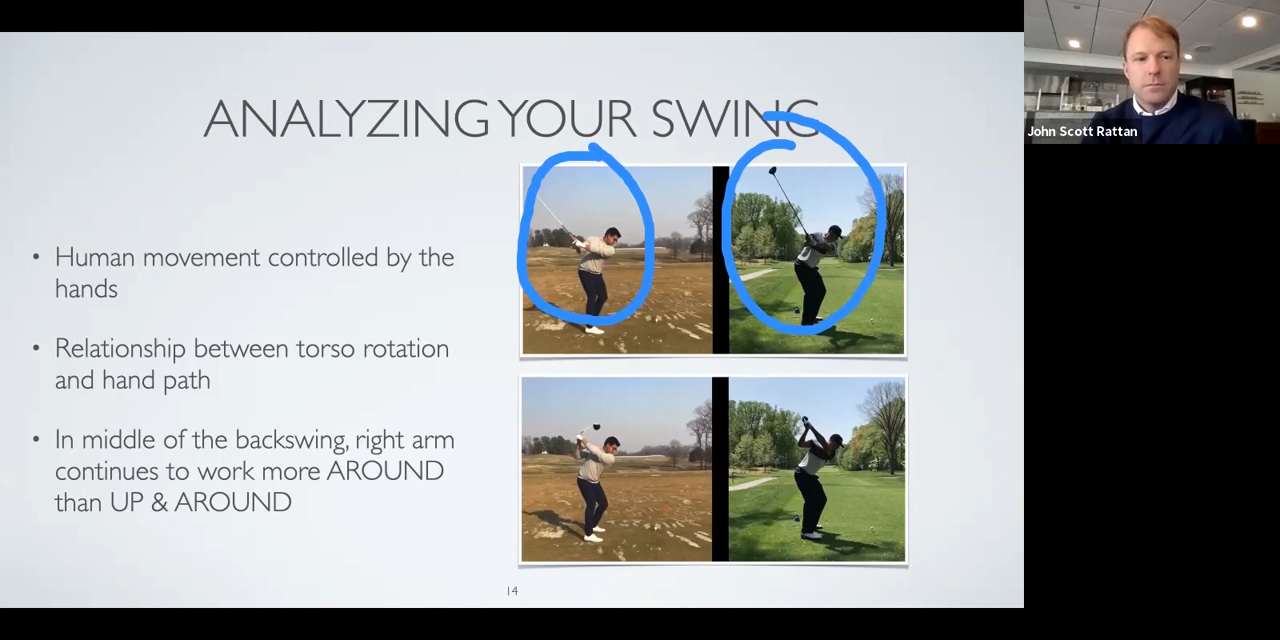 ANALYZING YOUR SWING
• Human movement controlled by the
hands
• Relationship between torso rotation
and hand path
• In middle of the backswing, right arm
continues to work more AROUND
than UP & AROUND
14
John Scott Rattan